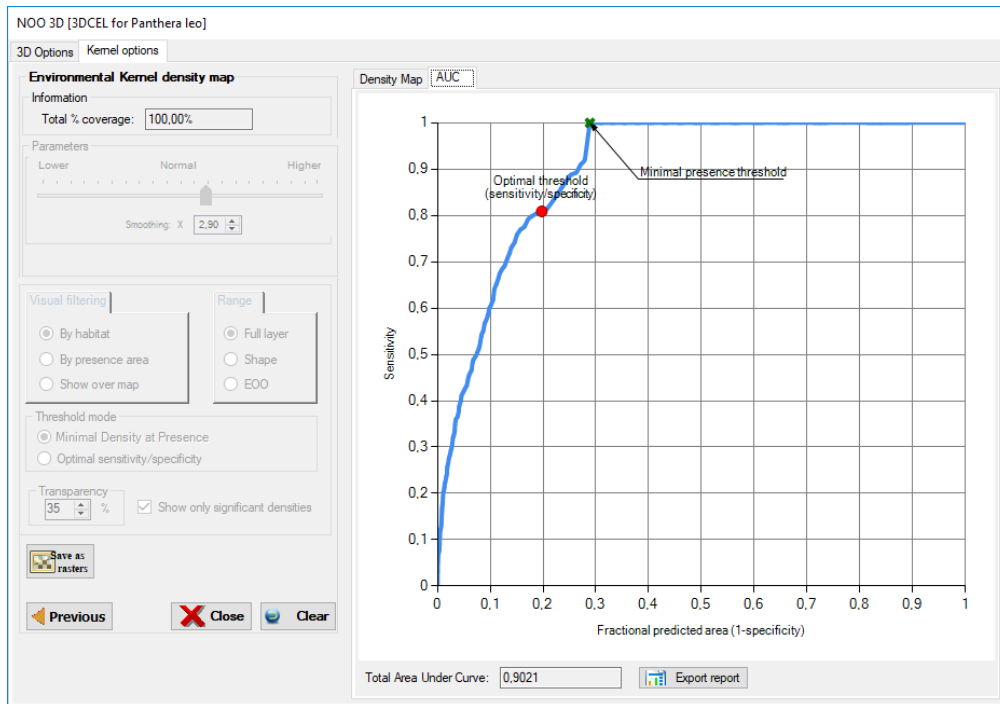 NOO 3D [3DCEL for Panthera leo]
3D Options Kernel options
Environmental Kernel density map
Information
Total % coverage: 100,00%
Parameters
Lower Normal Higher
Smoothing: X 2,90
Visual filtering
By habitat
By presence area
Show over map
Range
Full layer
Shape
EOO
Threshold mode
Minimal Density at Presence
Optimal sensitivity/specificity
Transparency
35 %
Show only significant densities
Save as
rasters
Previous Close Clear
Density Map AUC
1
0,9
0,8
0,7
0,6
0,5
0,4
0,3
0,2
0,1
0
Sensitivity
Optimal threshold
(sensitivity/specificity)
Minimal presence threshold
0 0,1 0,2 0,3 0,4 0,5 0,6 0,7 0,8 0,9 1
Fractional predicted area (1-specificity)
Total Area Under Curve: 0,9021
Export report